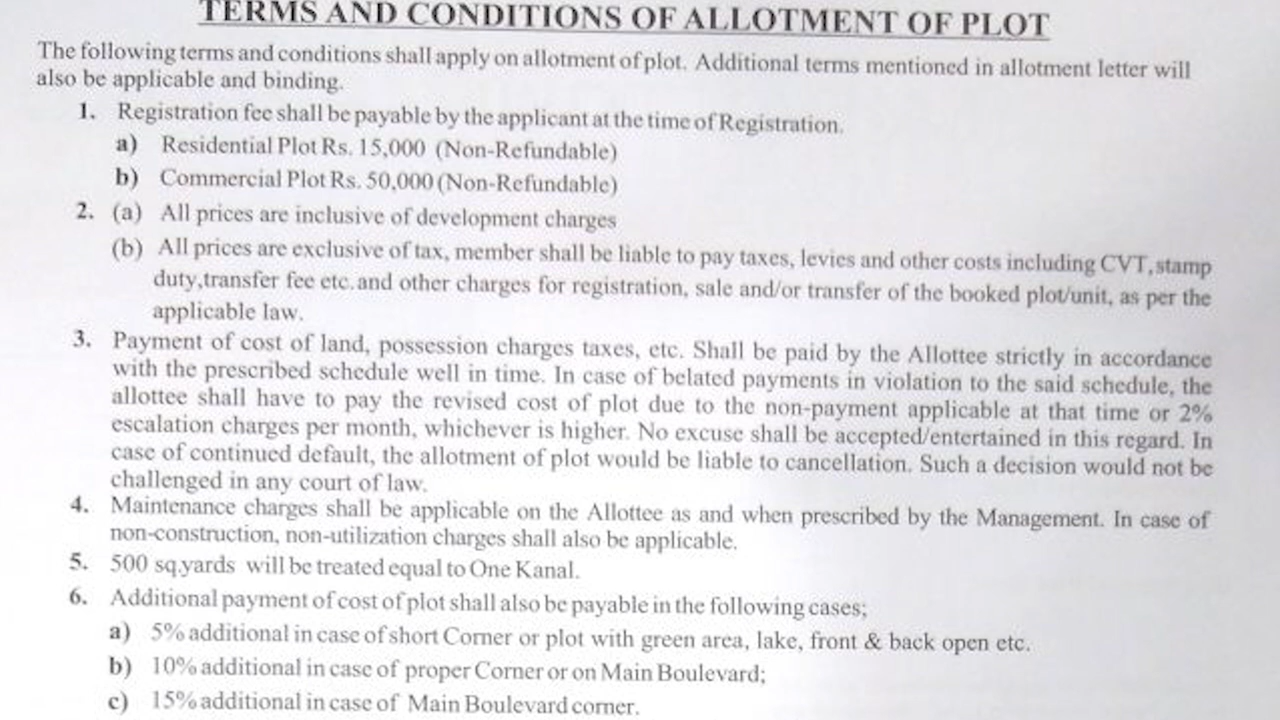 TERMS AND CONDITIONS OF ALLOTMENT OF PLOT
The following terms and conditions shall apply on allotment of plot. Additional terms mentioned in allotment letter will
also be applicable and binding.
1. Registration fee shall be payable by the applicant at the time of Registration.
a) Residential Plot Rs. 15,000 (Non-Refundable)
b) Commercial Plot Rs. 50,000 (Non-Refundable)
2. (a) All prices are inclusive of development charges
(b) All prices are exclusive of tax, member shall be liable to pay taxes, levies and other costs including CVT, stamp
duty,transfer fee etc. and other charges for registration, sale and/or transfer of the booked plot/unit, as per the
applicable law.
3. Payment of cost of land, possession charges taxes, etc. Shall be paid by the Allottee strictly in accordance
with the prescribed schedule well in time. In case of belated payments in violation to the said schedule, the
allottee shall have to pay the revised cost of plot due to the non-payment applicable at that time or 2%
escalation charges per month, whichever is higher. No excuse shall be accepted/entertained in this regard. In
case of continued default, the allotment of plot would be liable to cancellation. Such a decision would not be
challenged in any court of law.
4. Maintenance charges shall be applicable on the Allottee as and when prescribed by the Management. In case of
non-construction, non-utilization charges shall also be applicable.
5. 500 sq.yards will be treated equal to One Kanal.
6. Additional payment of cost of plot shall also be payable in the following cases;
a) 5% additional in case of short Corner or plot with green area, lake, front & back open etc.
b) 10% additional in case of proper Corner or on Main Boulevard;
c) 15% additional in case of Main Boulevard corner.